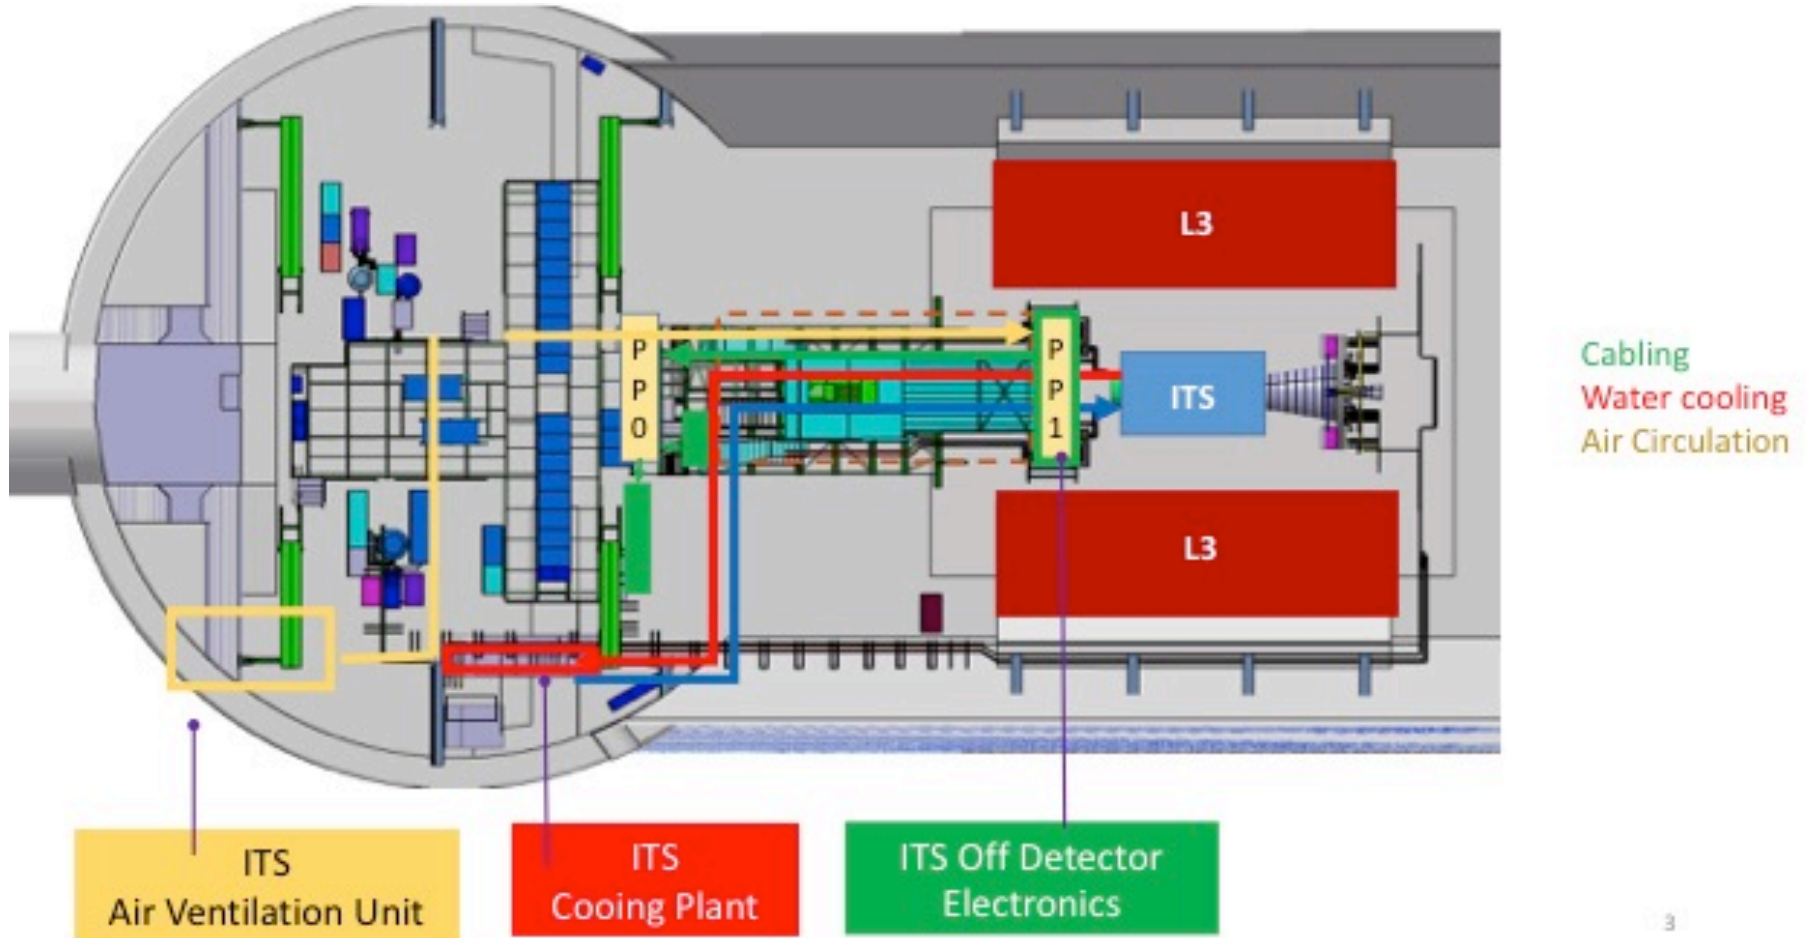 L3
P
P
0
P
P
1
ITS
L3
Cabling
Water cooling
Air Circulation
ITS
Air Ventilation Unit
ITS
Cooing Plant
ITS Off Detector
Electronics
3